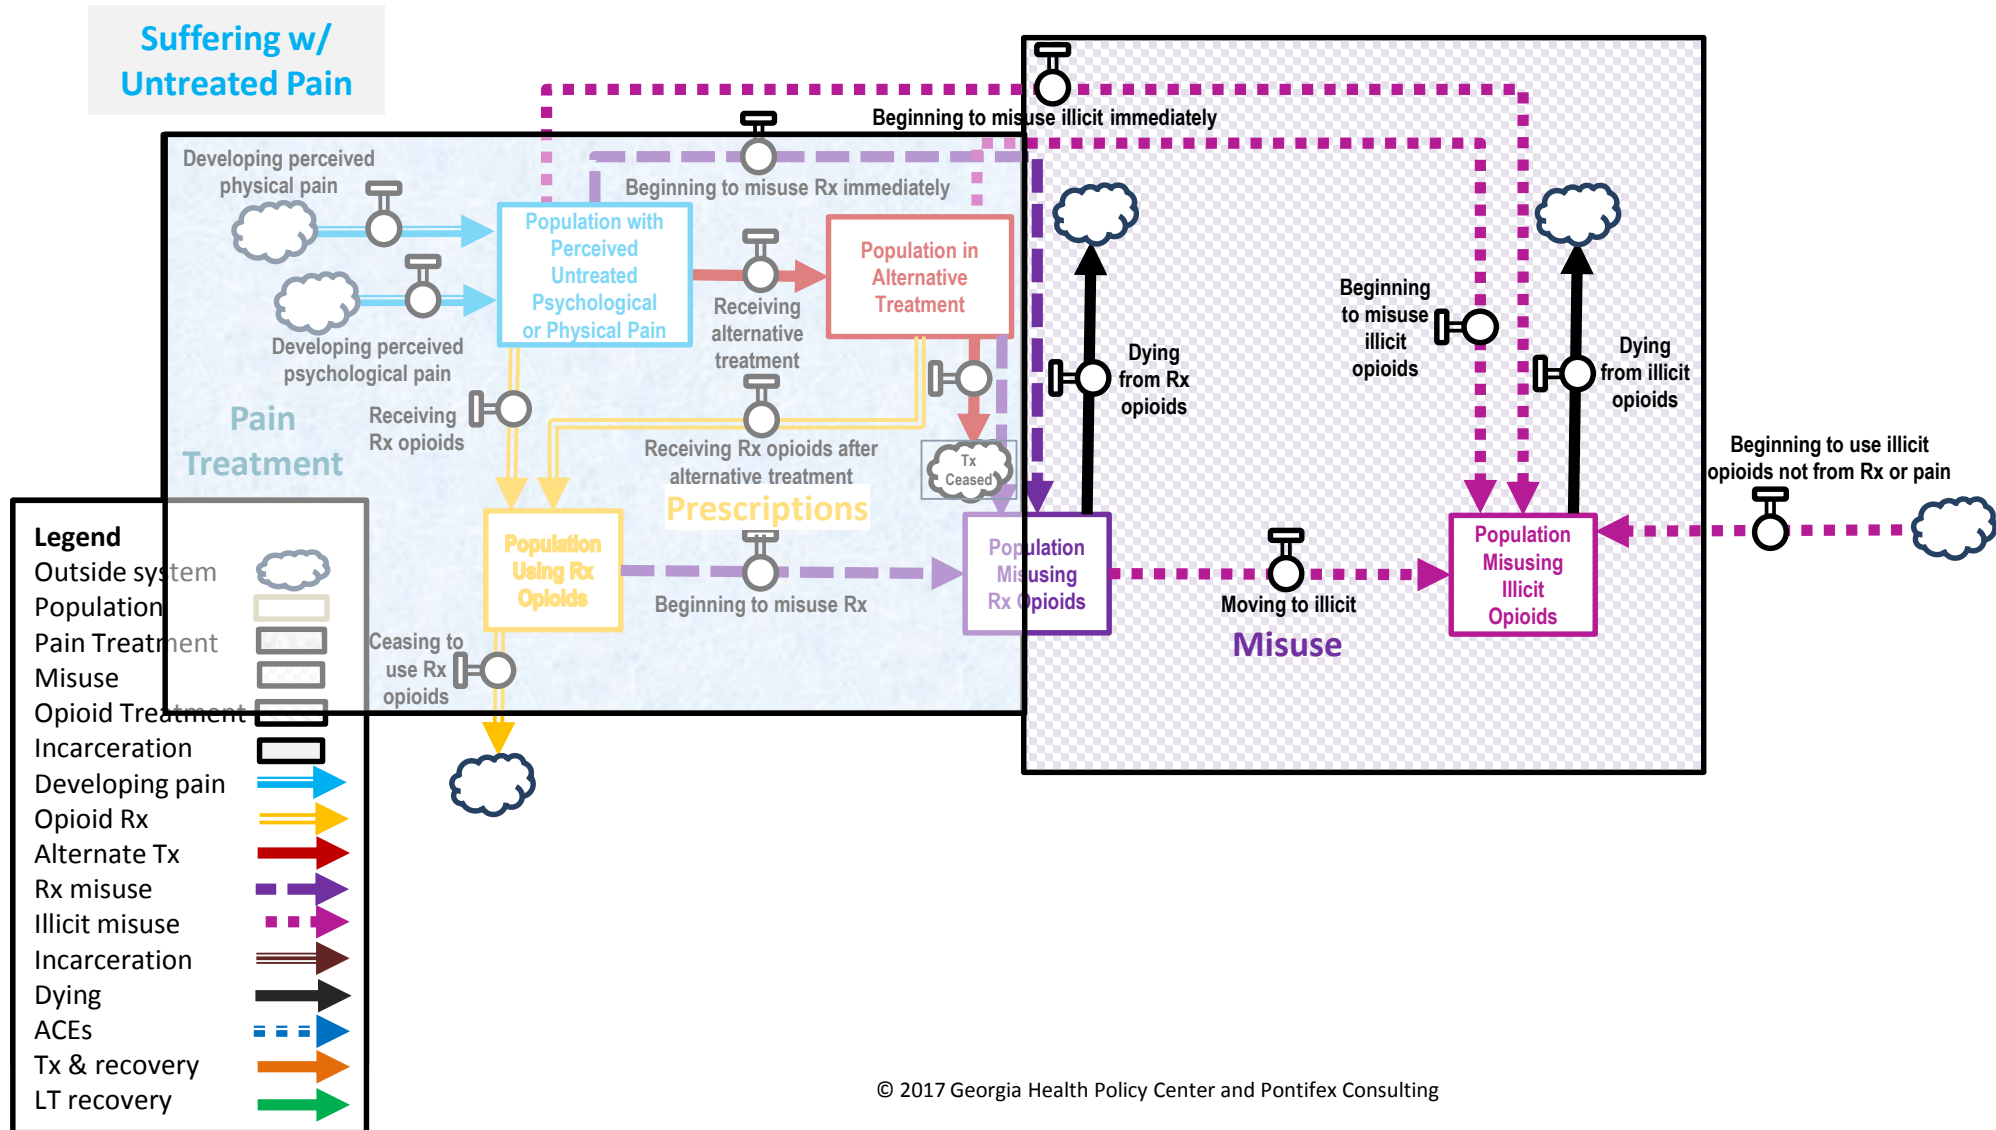 Suffering w/
Untreated Pain
Beginning to misuse illicit immediately
Developing perceived
physical pain
Beginning to misuse Rx immediately
Population with
Perceived
Untreated
Psychological
or Physical Pain
Population in
Alternative
Treatment
Receiving
alternative
treatment
Developing perceived
psychological pain
Beginning
to misuse
illicit
opioids
Dying
from Rx
opioids
Dying
from illicit
opioids
Pain
Treatment
Receiving
Rx opioids
Receiving Rx opioids after
alternative treatment
Tx
Ceased
Beginning to use illicit
opioids not from Rx or pain
Prescriptions
Population
Using Rx
Opioids
Beginning to misuse Rx
Population
Misusing
Rx Opioids
Moving to illicit
Misuse
Population
Misusing
Illicit
Opioids
Ceasing to
use Rx
opioids
Legend
Outside system
Population
Pain Treatment
Misuse
Opioid Treatment
Incarceration
Developing pain
Opioid Rx
Alternate Tx
Rx misuse
Illicit misuse
Incarceration
Dying
ACEs
Tx & recovery
LT recovery
© 2017 Georgia Health Policy Center and Pontifex Consulting